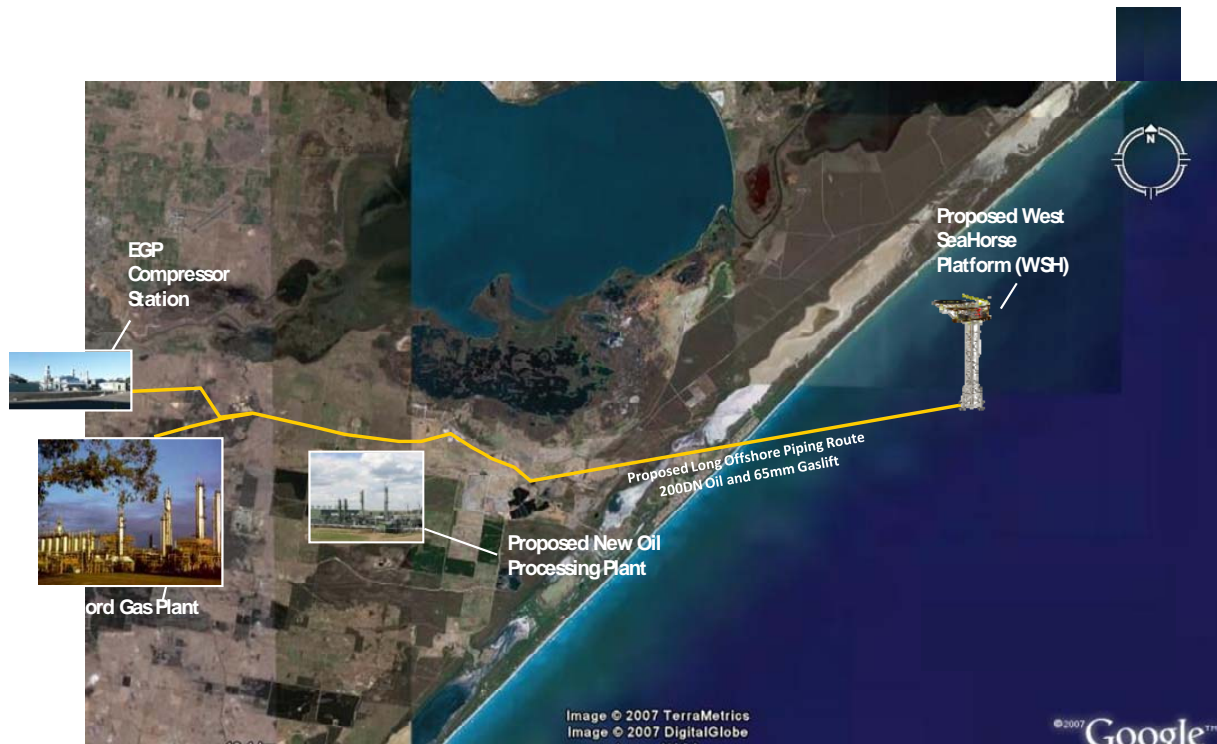 N
Proposed West
SeaHorse
Platform (WSH)
EGP
Compressor
Station
Proposed Long Offshore Piping Route
200DN Oil and 65mm Gaslift
Proposed New Oil
Processing Plant
ord Gas Plant
Image © 2007 TerraMetrics
Image © 2007 DigitalGlobe
©2007 Google™